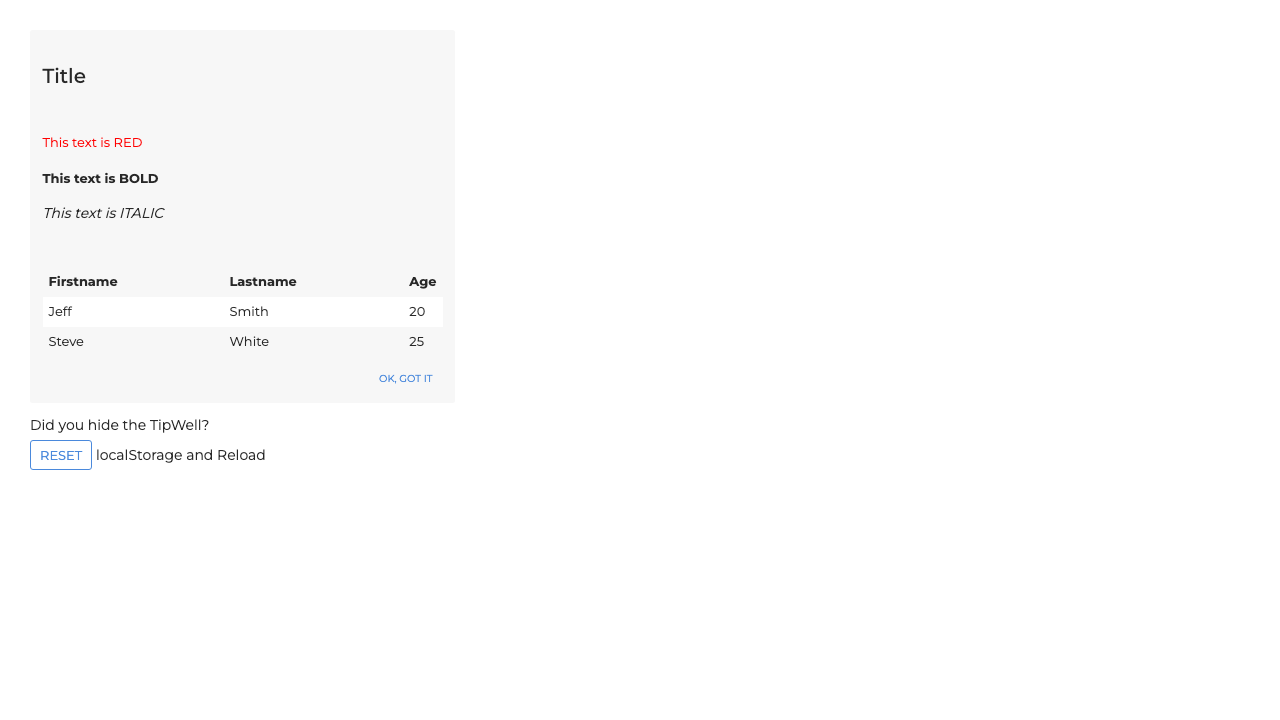 Title
This text is RED
This text is BOLD
This text is ITALIC
Firstname Lastname Age
Jeff Smith 20
Steve White 25
OK, GOT IT
Did you hide the TipWell?
RESET localStorage and Reload